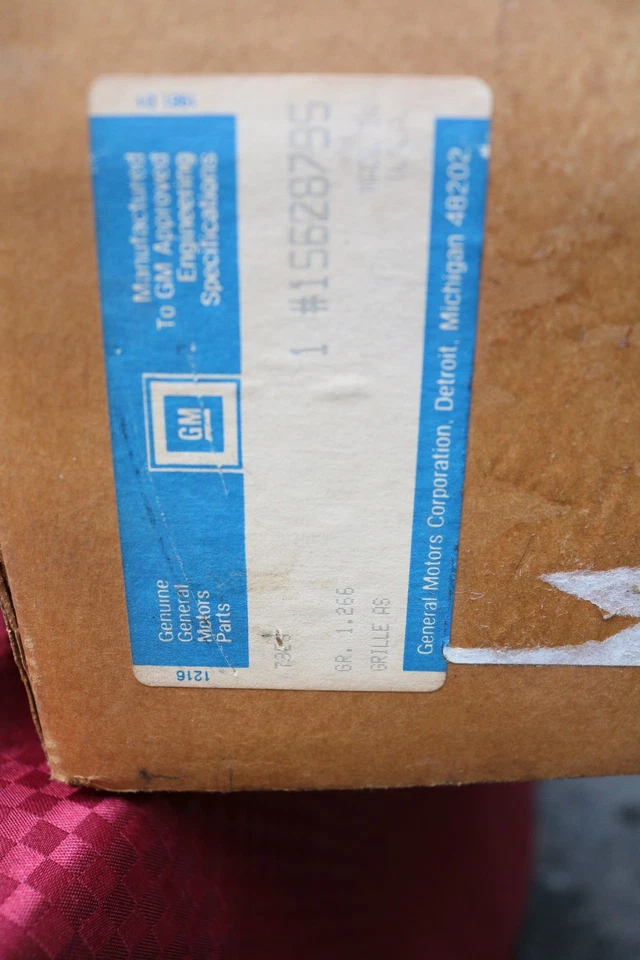 Genuine
General
Motors
Parts
GM
Manufactured
To GM Approved
Engineering
Specifications
1 #15628795
GR. 1.266
GRILLE AS
General Motors Corporation, Detroit, Michigan 48202
1216